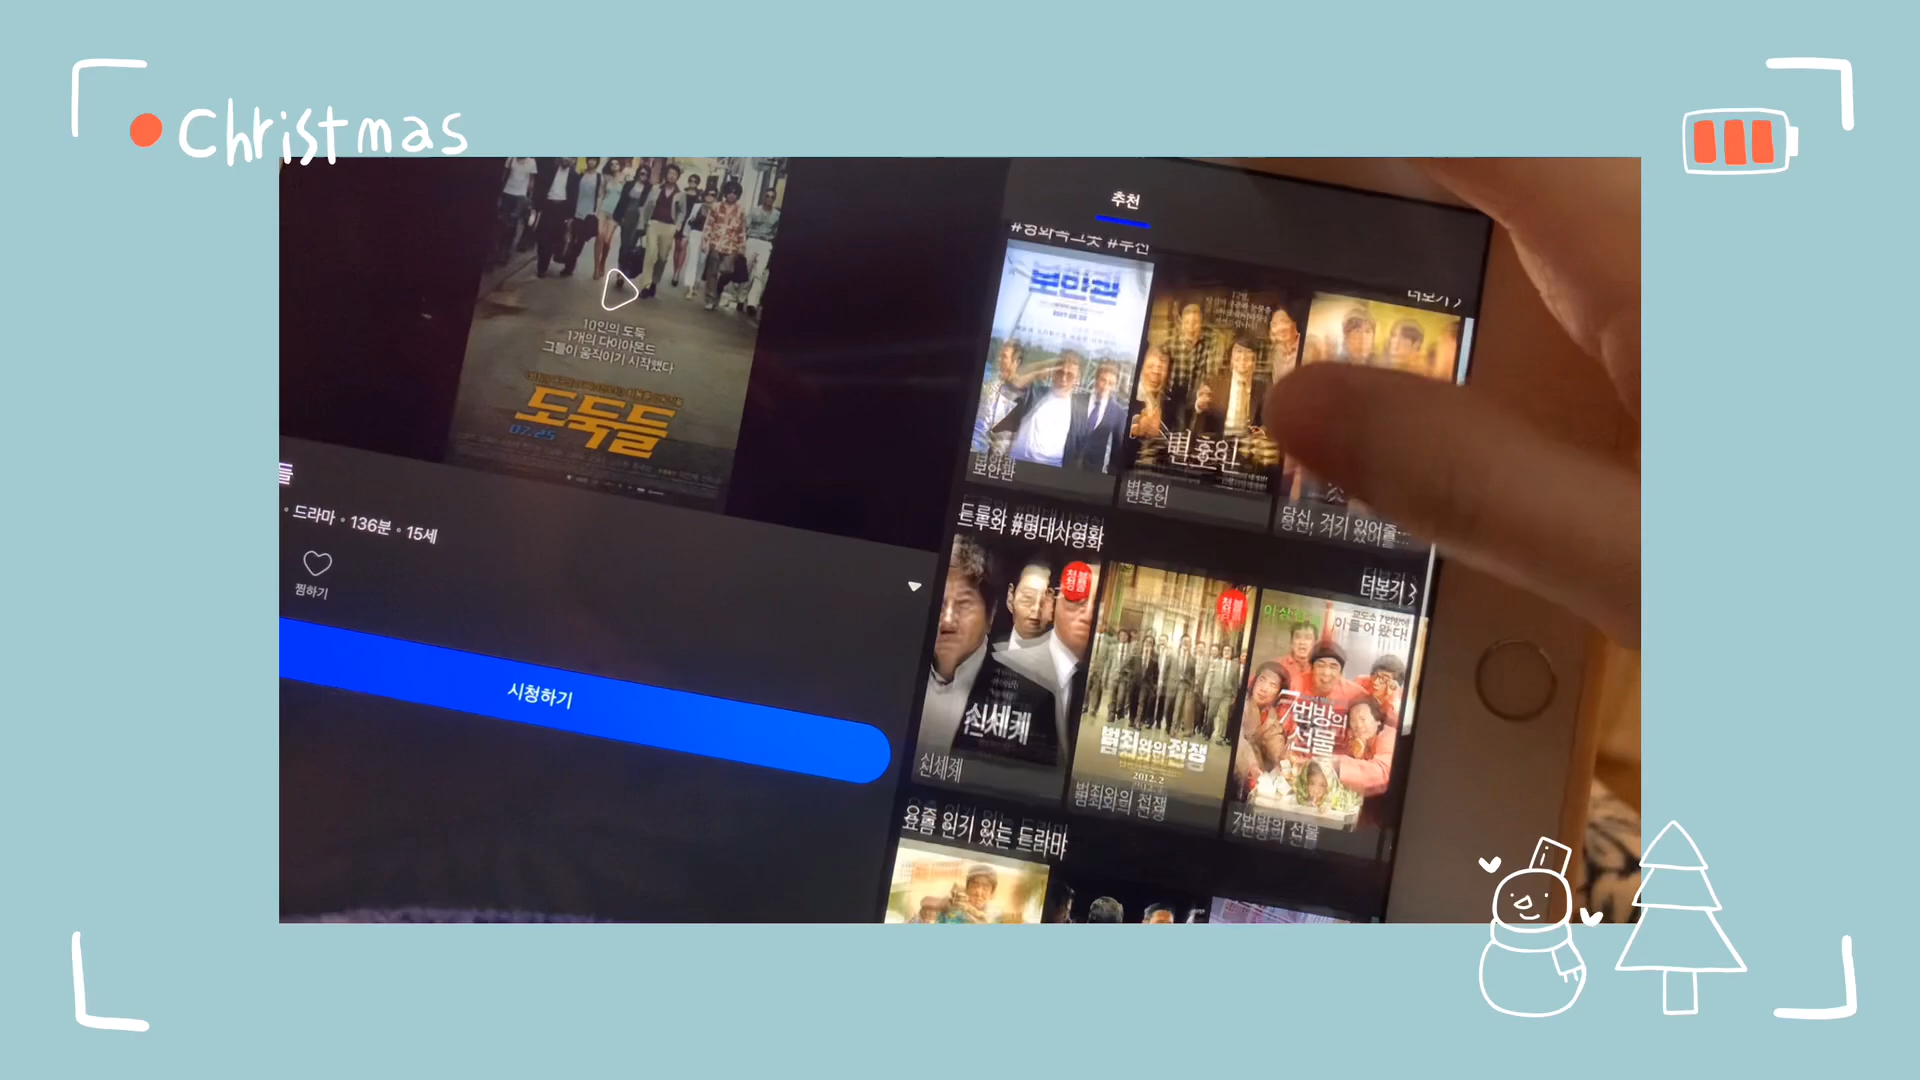 Christmas
추천
10인의 도둑
1개의 다이아몬드
그들이 움직이기 시작했다
도둑들
07.25
들
드라마 • 136분 • 15세
찜하기
시청하기
더보기
보안관
보안관
변호인
변호인
당신, 거기 있어줄...
#명대사영화
더보기
신세계
신세계
범죄와의 전쟁
2012.2
범죄와의 전쟁
7번방의
선물
7번방의 선물
요즘 인기 있는 드라마